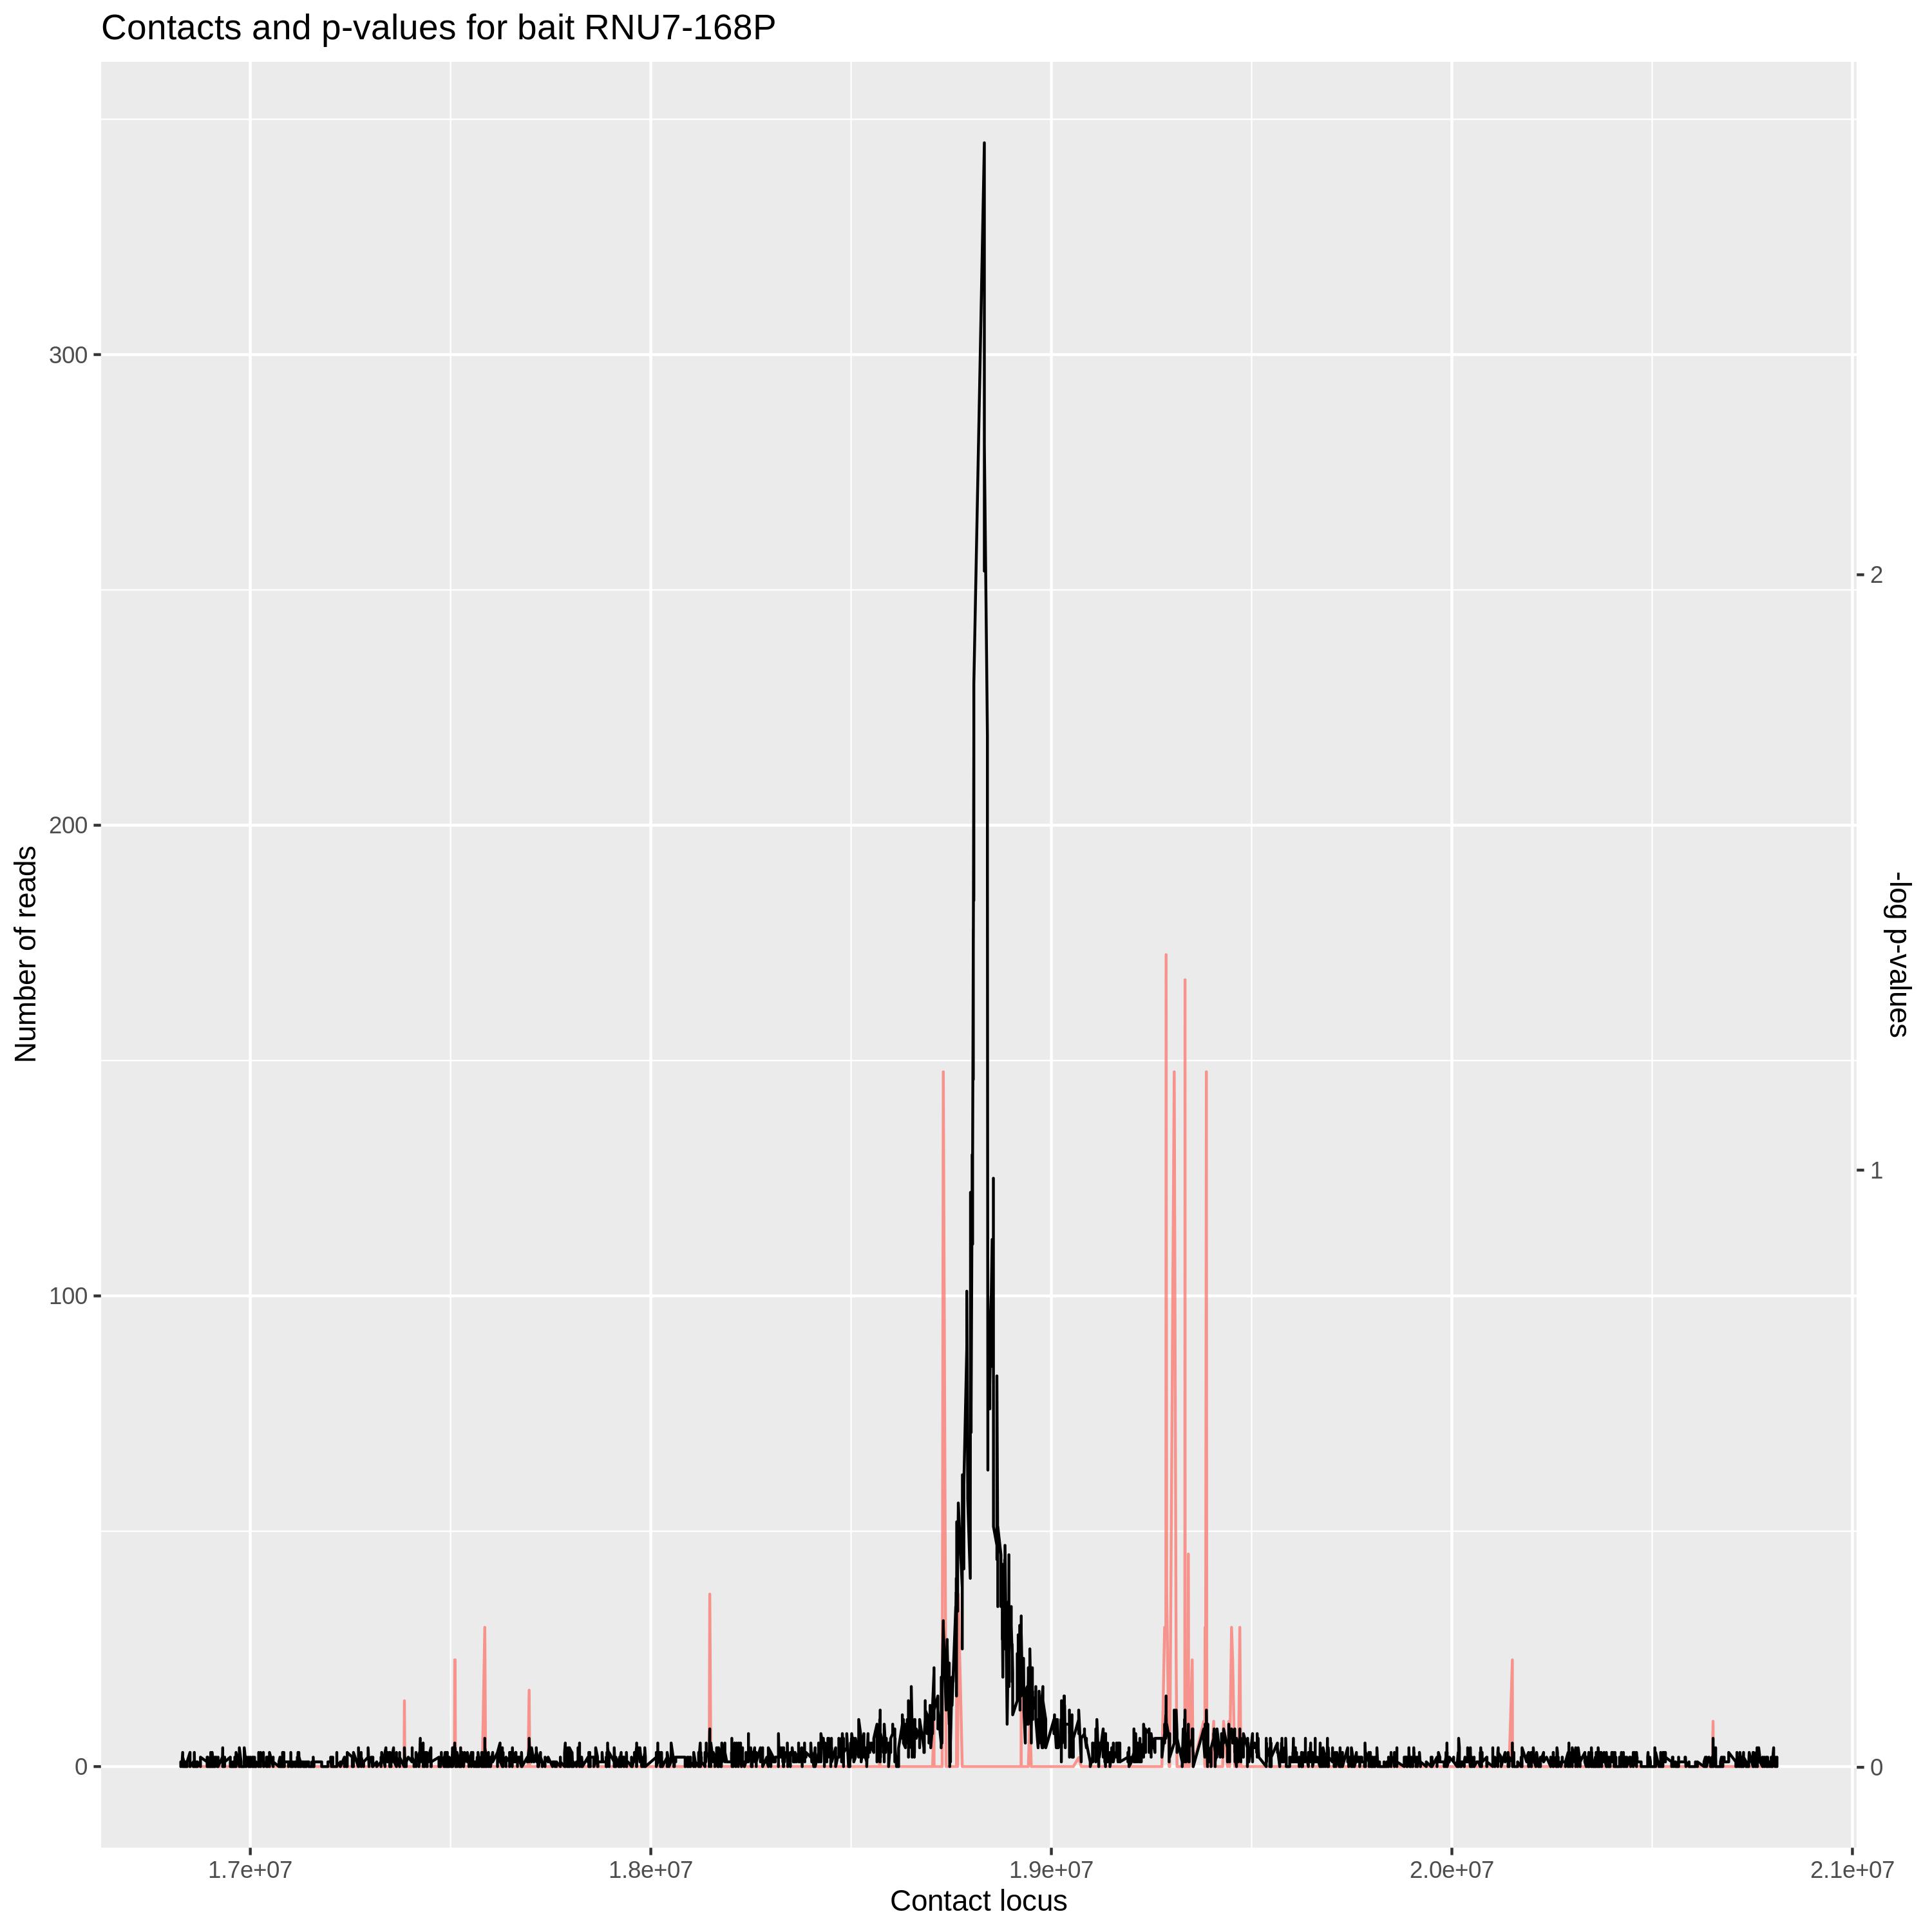 Contacts and p-values for bait RNU7-168P
Number of reads
300
200
100
0
-log p-values
2
1
0
1.7e+07
1.8e+07
1.9e+07
2.0e+07
2.1e+07
Contact locus